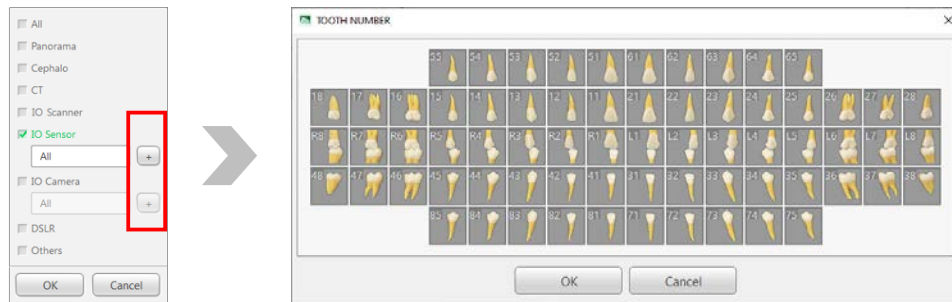 All
Panorama
Cephalo
CT
IO Scanner
IO Sensor
All +
IO Camera
All +
DSLR
Others
OK Cancel
TOOTH NUMBER
55 54 53 52 51 61 62 63 64 65
18 17 16 15 14 13 12 11 21 22 23 24 25 26 27 28
R8 R7 R6 R5 R4 R3 R2 R1 L1 L2 L3 L4 L5 L6 L7 L8
48 47 46 45 44 43 42 41 31 32 33 34 35 36 37 38
85 84 83 82 81 71 72 73 74 75
OK Cancel